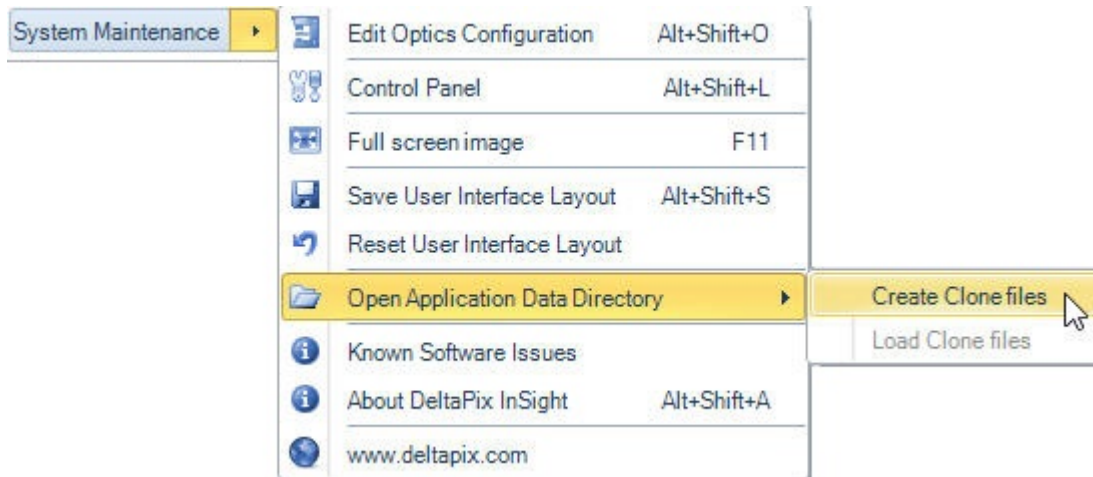 System Maintenance
Edit Optics Configuration Alt+Shift+O
Control Panel Alt+Shift+L
Full screen image F11
Save User Interface Layout Alt+Shift+S
Reset User Interface Layout
Open Application Data Directory
Create Clone files
Load Clone files
Known Software Issues
About DeltaPix InSight Alt+Shift+A
www.deltapix.com